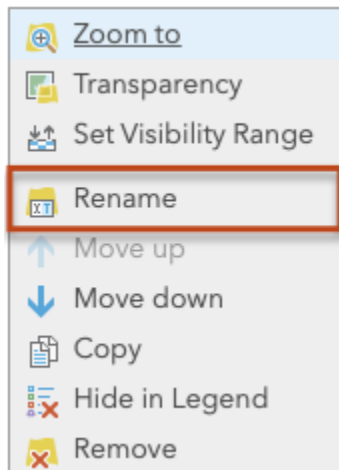 Zoom to
Transparency
Set Visibility Range
Rename
Move up
Move down
Copy
Hide in Legend
Remove